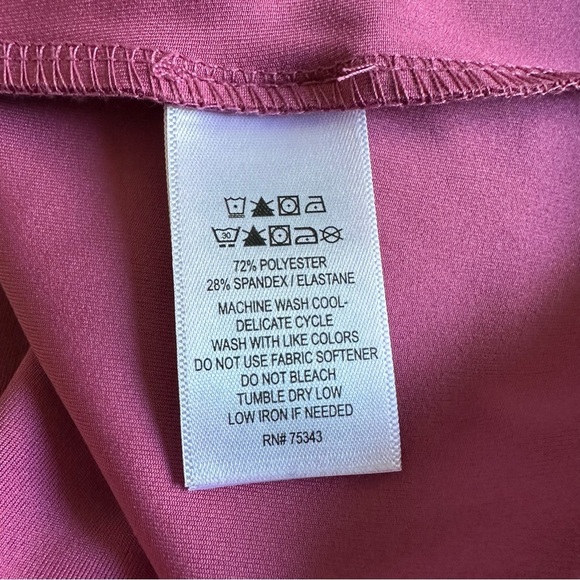 30
72% POLYESTER
28% SPANDEX / ELASTANE
MACHINE WASH COOL-
DELICATE CYCLE
WASH WITH LIKE COLORS
DO NOT USE FABRIC SOFTENER
DO NOT BLEACH
TUMBLE DRY LOW
LOW IRON IF NEEDED
RN# 75343